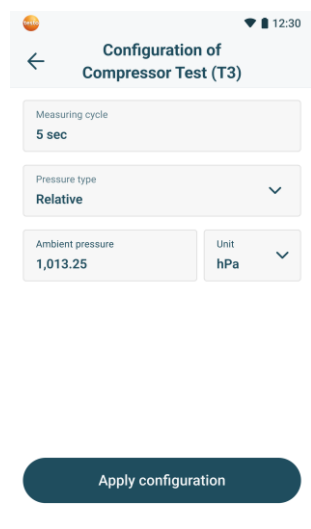 testo
12:30
Configuration of
Compressor Test (T3)
Measuring cycle
5 sec
Pressure type
Relative
Ambient pressure
1,013.25
Unit
hPa
Apply configuration